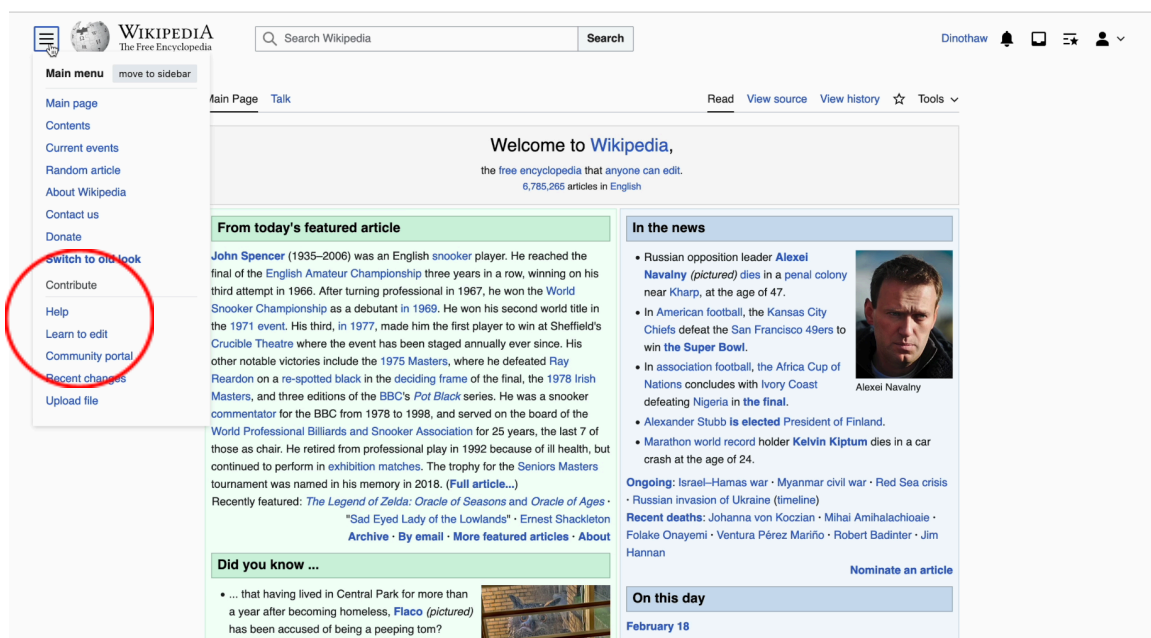 WIKIPEDIA
The Free Encyclopedia
Search Wikipedia
Search
Dinothaw
Main menu
move to sidebar
Main page
Contents
Current events
Random article
About Wikipedia
Contact us
Donate
Switch to old look
Contribute
Help
Learn to edit
Community portal
Recent changes
Upload file
Main Page Talk
Read View source View history Tools
Welcome to Wikipedia,
the free encyclopedia that anyone can edit.
6,785,265 articles in English
From today's featured article
John Spencer (1935–2006) was an English snooker player. He reached the
final of the English Amateur Championship three years in a row, winning on his
third attempt in 1966. After turning professional in 1967, he won the World
Snooker Championship as a debutant in 1969. He won his second world title in
the 1971 event. His third, in 1977, made him the first player to win at Sheffield's
Crucible Theatre where the event has been staged annually ever since. His
other notable victories include the 1975 Masters, where he defeated Ray
Reardon on a re-spotted black in the deciding frame of the final, the 1978 Irish
Masters, and three editions of the BBC's Pot Black series. He was a snooker
commentator for the BBC from 1978 to 1998, and served on the board of the
World Professional Billiards and Snooker Association for 25 years, the last 7 of
those as chair. He retired from professional play in 1992 because of ill health, but
continued to perform in exhibition matches. The trophy for the Seniors Masters
tournament was named in his memory in 2018. (Full article...)
Recently featured: The Legend of Zelda: Oracle of Seasons and Oracle of Ages ·
"Sad Eyed Lady of the Lowlands" · Ernest Shackleton
Archive · By email · More featured articles · About
Did you know ...
• ... that having lived in Central Park for more than
a year after becoming homeless, Flaco (pictured)
has been accused of being a peeping tom?
In the news
• Russian opposition leader Alexei
Navalny (pictured) dies in a penal colony
near Kharp, at the age of 47.
• In American football, the Kansas City
Chiefs defeat the San Francisco 49ers to
win the Super Bowl.
• In association football, the Africa Cup of
Nations concludes with Ivory Coast
defeating Nigeria in the final.
Alexei Navalny
• Alexander Stubb is elected President of Finland.
• Marathon world record holder Kelvin Kiptum dies in a car
crash at the age of 24.
Ongoing: Israel–Hamas war · Myanmar civil war · Red Sea crisis
· Russian invasion of Ukraine (timeline)
Recent deaths: Johanna von Koczian · Mihai Amihalachioaie ·
Folake Onayemi · Ventura Pérez Mariño · Robert Badinter · Jim
Hannan
Nominate an article
On this day
February 18